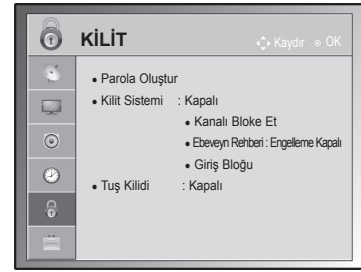 KİLİT
Kaydır OK
• Parola Oluştur
• Kilit Sistemi : Kapalı
• Kanalı Bloke Et
• Ebeveyn Rehberi : Engelleme Kapalı
• Giriş Bloğu
• Tuş Kilidi : Kapalı